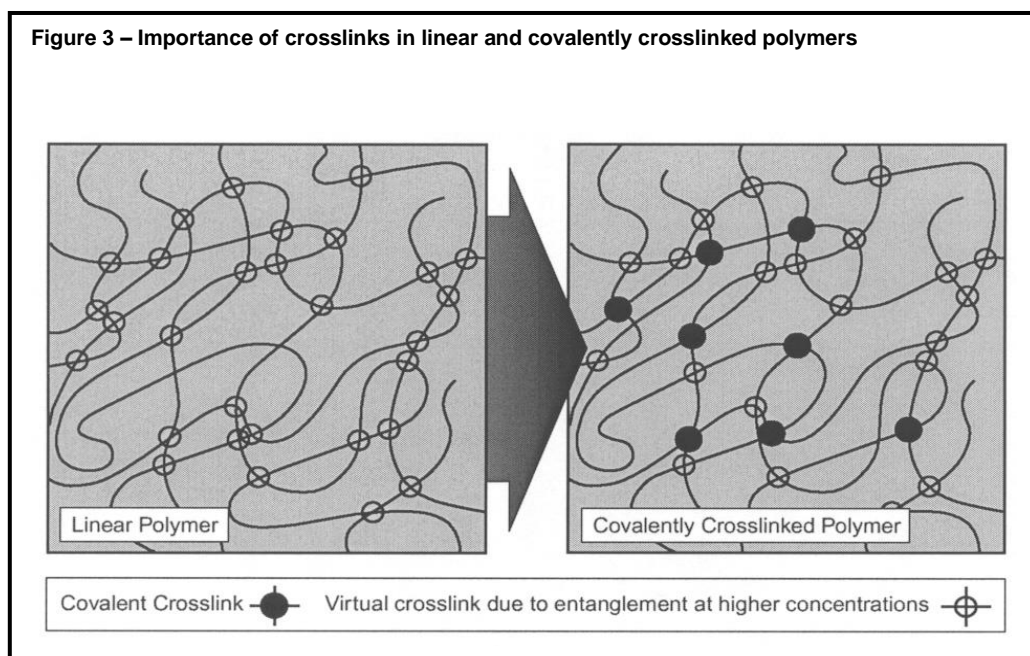 Figure 3 – Importance of crosslinks in linear and covalently crosslinked polymers
Linear Polymer
Covalently Crosslinked Polymer
Covalent Crosslink
Virtual crosslink due to entanglement at higher concentrations